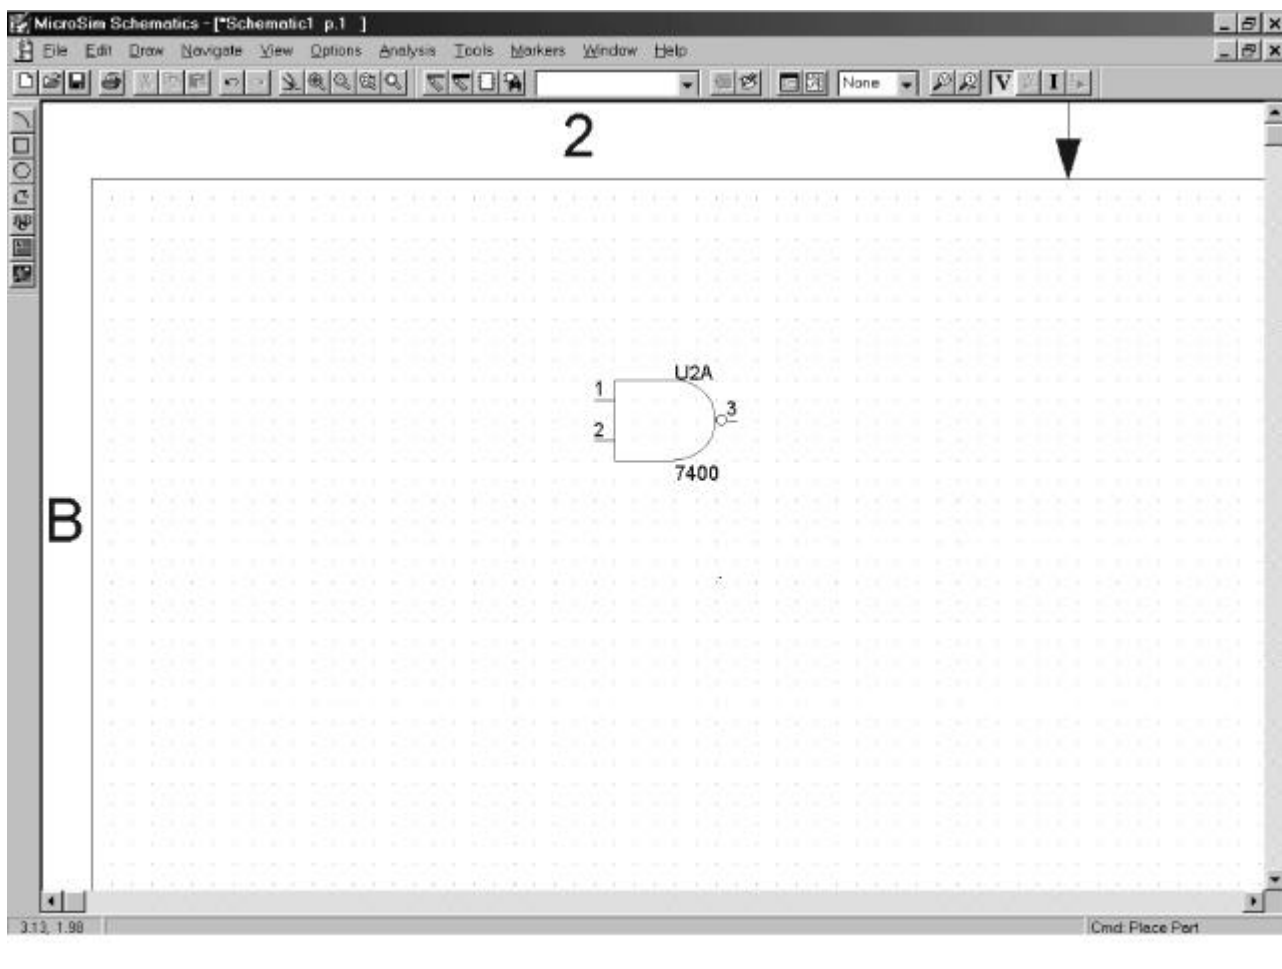 MicroSim Schematics - [*Schematic1 p.1 ]
File Edit Draw Navigate View Options Analysis Tools Markers Window Help
None V I
2
U2A
1
3
2
7400
B
3.13, 1.98 Cmd: Place Part